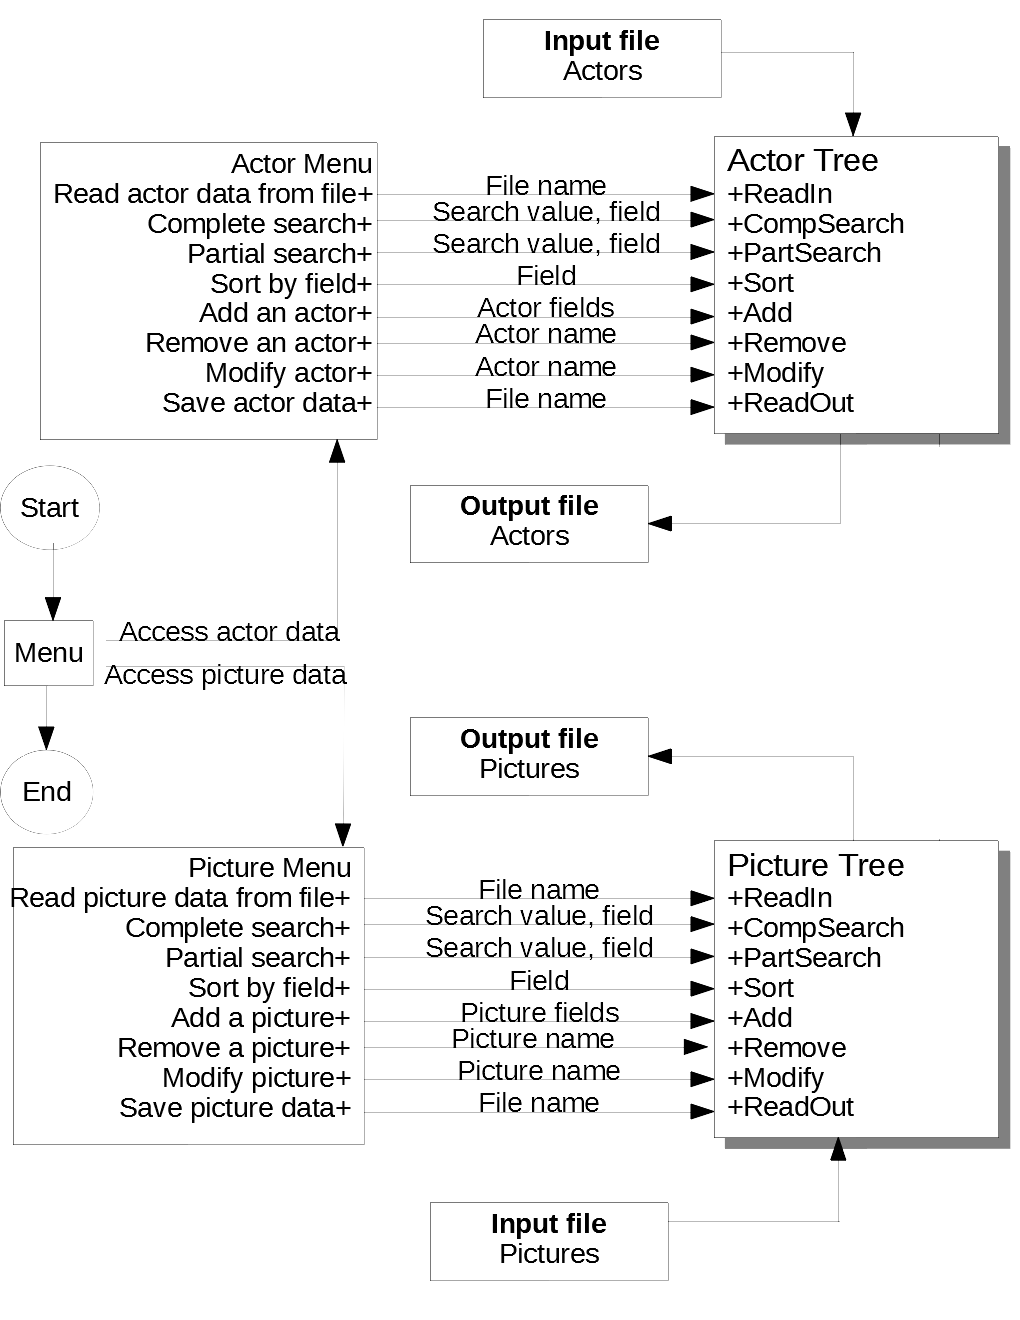 Input file
Actors
Actor Menu
Read actor data from file+
Complete search+
Partial search+
Sort by field+
Add an actor+
Remove an actor+
Modify actor+
Save actor data+
File name
Search value, field
Search value, field
Field
Actor fields
Actor name
Actor name
File name
Actor Tree
+ReadIn
+CompSearch
+PartSearch
+Sort
+Add
+Remove
+Modify
+ReadOut
Start
Output file
Actors
Menu
Access actor data
Access picture data
End
Output file
Pictures
Picture Menu
Read picture data from file+
Complete search+
Partial search+
Sort by field+
Add a picture+
Remove a picture+
Modify picture+
Save picture data+
File name
Search value, field
Search value, field
Field
Picture fields
Picture name
Picture name
File name
Picture Tree
+ReadIn
+CompSearch
+PartSearch
+Sort
+Add
+Remove
+Modify
+ReadOut
Input file
Pictures